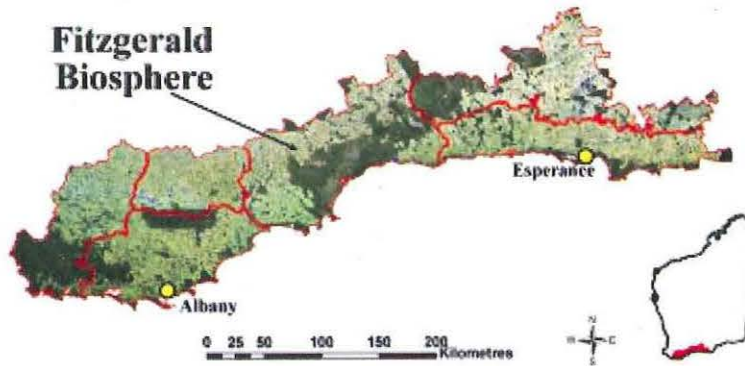 Fitzgerald
Biosphere
Esperance
Albany
0 25 50 100 150 200
Kilometres
N
W E
S